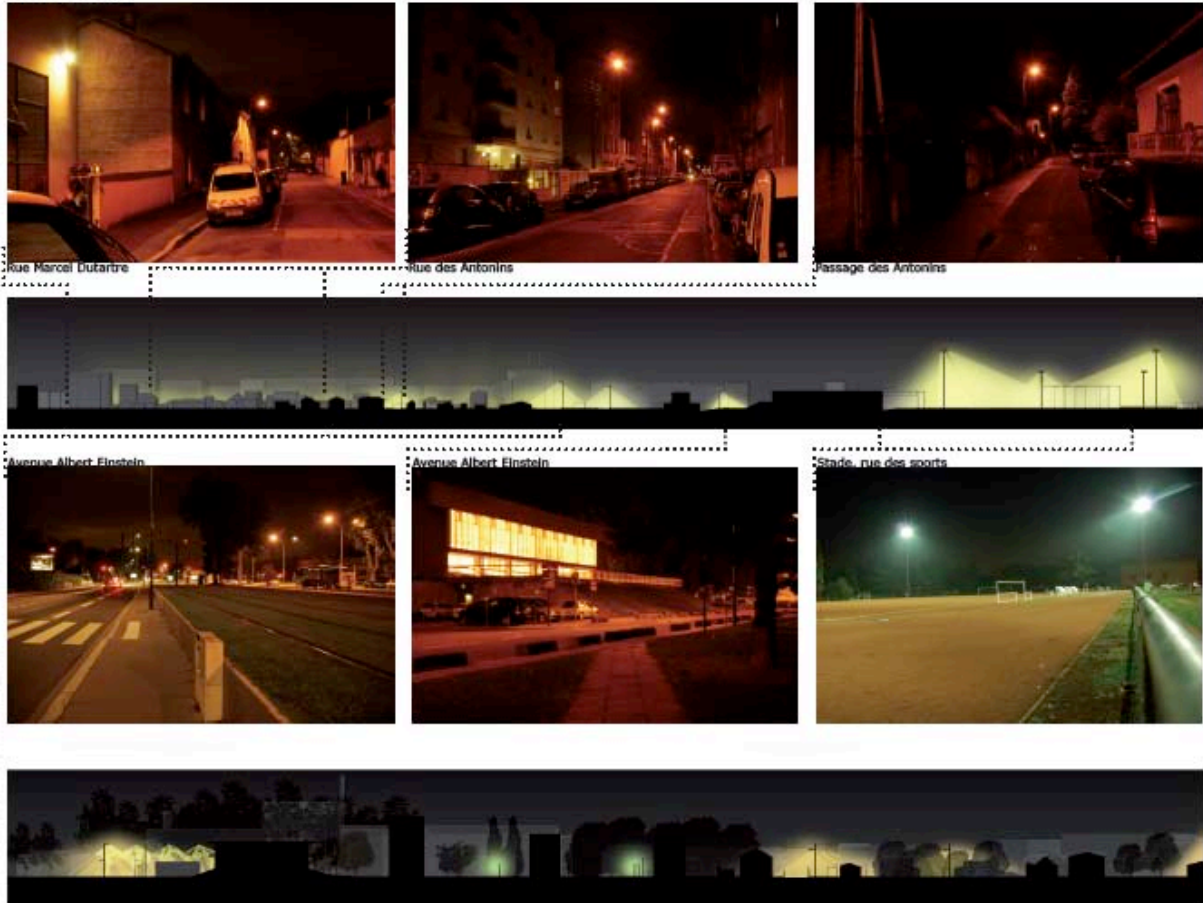 Rue Marcel Dutartre
Rue des Antonins
Passage des Antonins
Avenue Albert Einstein
Avenue Albert Einstein
Stade, rue des sports